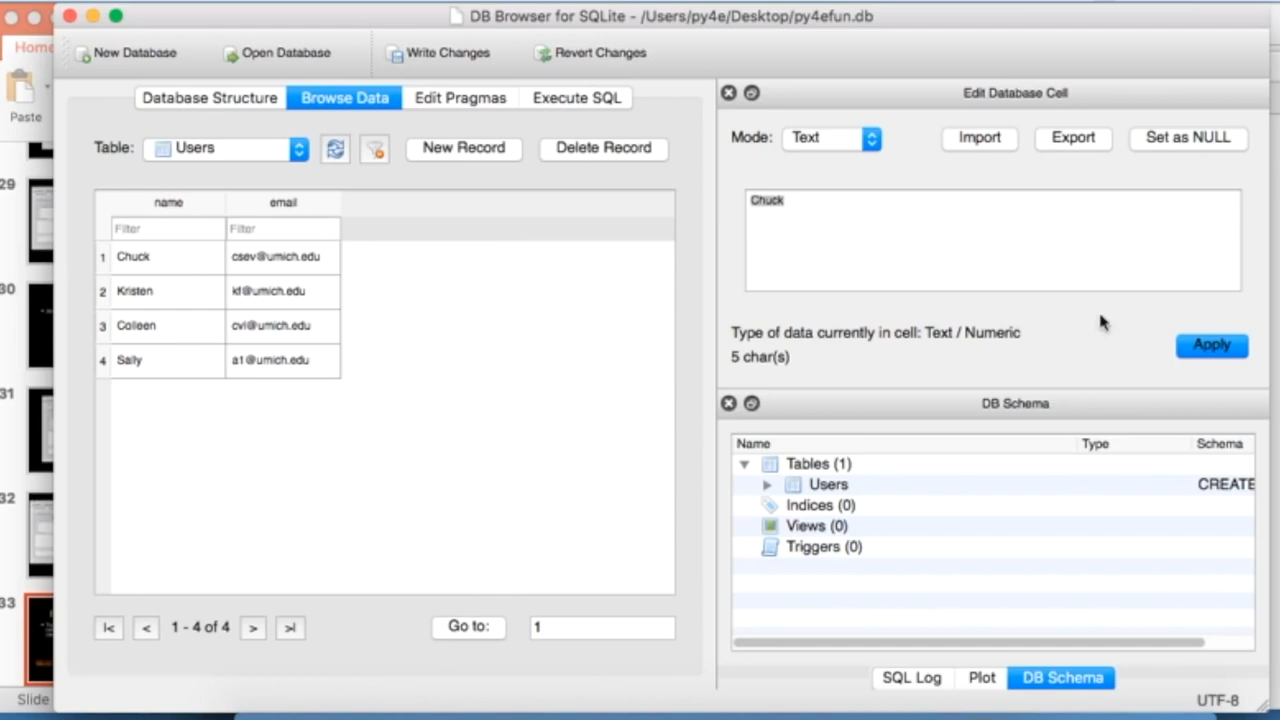 DB Browser for SQLite - /Users/py4e/Desktop/py4efun.db
Home
New Database Open Database Write Changes Revert Changes
Paste
Database Structure Browse Data Edit Pragmas Execute SQL
Table: Users New Record Delete Record
name email
Filter Filter
1 Chuck csev@umich.edu
2 Kristen kf@umich.edu
3 Colleen cvl@umich.edu
4 Sally a1@umich.edu
1 - 4 of 4 Go to: 1
Edit Database Cell
Mode: Text Import Export Set as NULL
Chuck
Type of data currently in cell: Text / Numeric
5 char(s)
Apply
DB Schema
Name Type Schema
Tables (1)
Users CREATE
Indices (0)
Views (0)
Triggers (0)
SQL Log Plot DB Schema
UTF-8
29
30
31
32
33
Slide